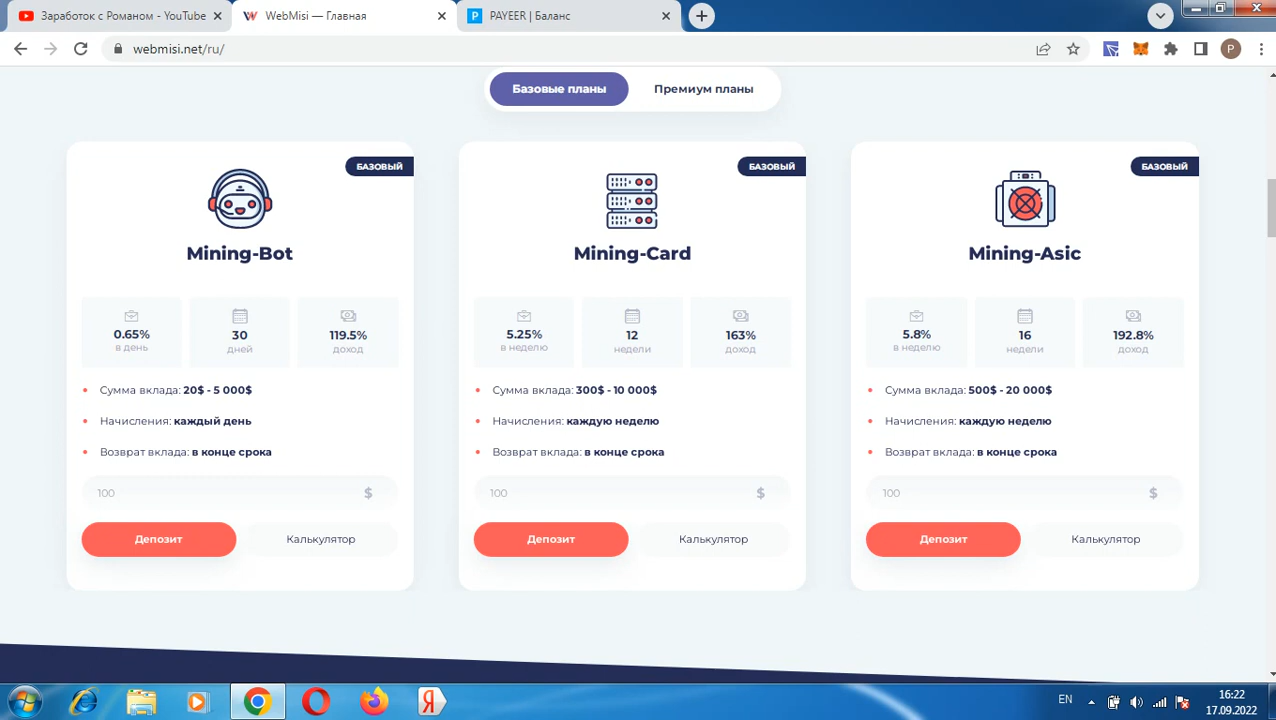 Заработок с Романом - YouTube
WebMisi — Главная
PAYEER | Баланс
webmisi.net/ru/
P
Базовые планы
Премиум планы
БАЗОВЫЙ
Mining-Bot
0.65%
в день
30
дней
119.5%
доход
Сумма вклада: 20$ - 5 000$
Начисления: каждый день
Возврат вклада: в конце срока
100
$
Депозит
Калькулятор
БАЗОВЫЙ
Mining-Card
5.25%
в неделю
12
недели
163%
доход
Сумма вклада: 300$ - 10 000$
Начисления: каждую неделю
Возврат вклада: в конце срока
100
$
Депозит
Калькулятор
БАЗОВЫЙ
Mining-Asic
5.8%
в неделю
16
недели
192.8%
доход
Сумма вклада: 500$ - 20 000$
Начисления: каждую неделю
Возврат вклада: в конце срока
100
$
Депозит
Калькулятор
EN
16:22
17.09.2022